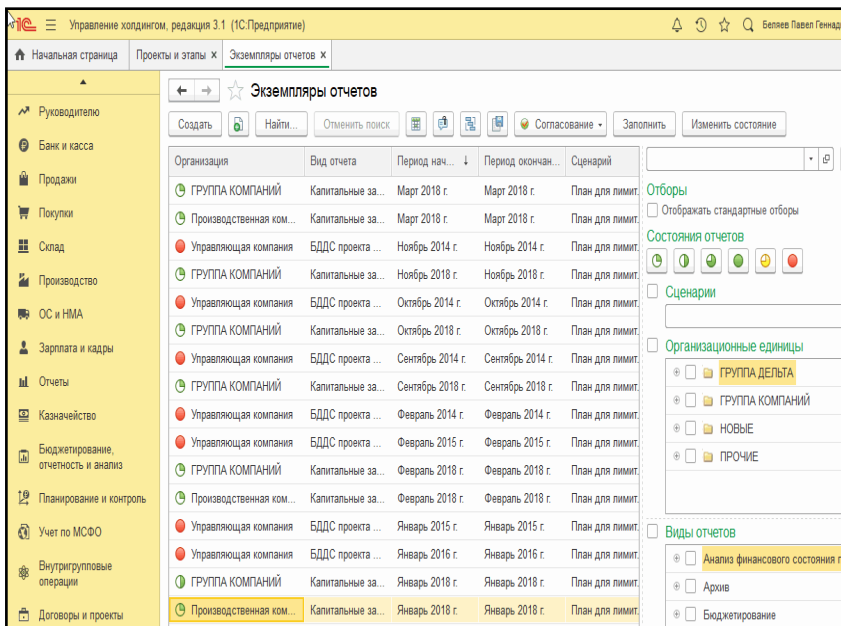 1С Управление холдингом, редакция 3.1 (1С:Предприятие) Беляев Павел Геннад
Начальная страница Проекты и этапы × Экземпляры отчетов ×
Экземпляры отчетов
Руководителю
Банк и касса
Продажи
Покупки
Склад
Производство
ОС и НМА
Зарплата и кадры
Отчеты
Казначейство
Бюджетирование,
отчетность и анализ
Планирование и контроль
Учет по МСФО
Внутригрупповые
операции
Договоры и проекты
Создать Найти... Отменить поиск Согласование Заполнить Изменить состояние
Организация Вид отчета Период нач... ↓ Период окончан... Сценарий
ГРУППА КОМПАНИЙ Капитальные за... Март 2018 г. Март 2018 г. План для лимит.
Производственная ком... Капитальные за... Март 2018 г. Март 2018 г. План для лимит.
Управляющая компания БДДС проекта ... Ноябрь 2014 г. Ноябрь 2014 г. План для лимит.
ГРУППА КОМПАНИЙ Капитальные за... Ноябрь 2018 г. Ноябрь 2018 г. План для лимит.
Управляющая компания БДДС проекта ... Октябрь 2014 г. Октябрь 2014 г. План для лимит.
ГРУППА КОМПАНИЙ Капитальные за... Октябрь 2018 г. Октябрь 2018 г. План для лимит.
Управляющая компания БДДС проекта ... Сентябрь 2014 г. Сентябрь 2014 г. План для лимит.
ГРУППА КОМПАНИЙ Капитальные за... Сентябрь 2018 г. Сентябрь 2018 г. План для лимит.
Управляющая компания БДДС проекта ... Февраль 2014 г. Февраль 2014 г. План для лимит.
Управляющая компания БДДС проекта ... Февраль 2015 г. Февраль 2015 г. План для лимит.
ГРУППА КОМПАНИЙ Капитальные за... Февраль 2018 г. Февраль 2018 г. План для лимит.
Производственная ком... Капитальные за... Февраль 2018 г. Февраль 2018 г. План для лимит.
Управляющая компания БДДС проекта ... Январь 2015 г. Январь 2015 г. План для лимит.
Управляющая компания БДДС проекта ... Январь 2016 г. Январь 2016 г. План для лимит.
ГРУППА КОМПАНИЙ Капитальные за... Январь 2018 г. Январь 2018 г. План для лимит.
Производственная ком... Капитальные за... Январь 2018 г. Январь 2018 г. План для лимит.
Отборы
Отображать стандартные отборы
Состояния отчетов
Сценарии
Организационные единицы
ГРУППА ДЕЛЬТА
ГРУППА КОМПАНИЙ
НОВЫЕ
ПРОЧИЕ
Виды отчетов
Анализ финансового состояния п
Архив
Бюджетирование